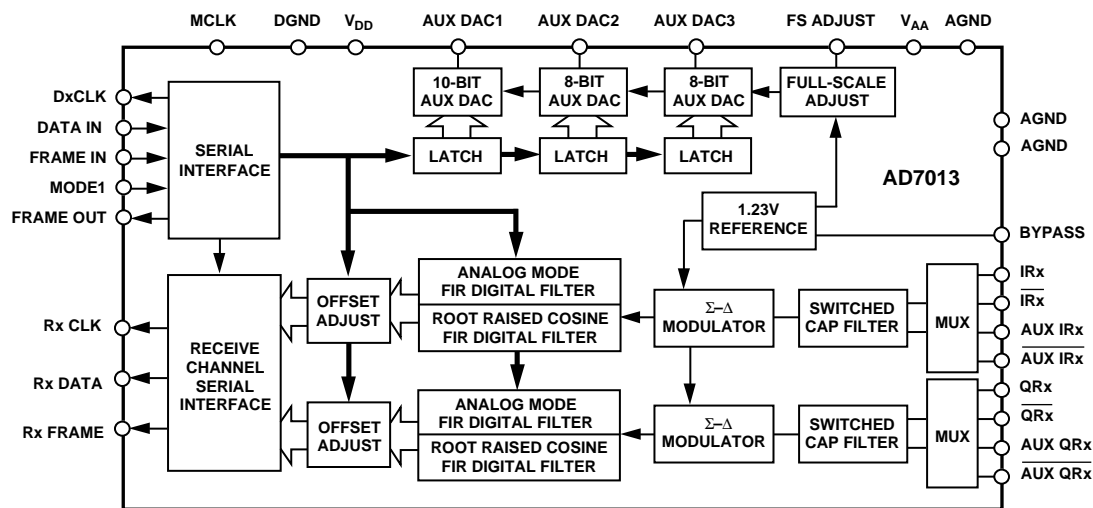 MCLK
DGND
VDD
AUX DAC1
AUX DAC2
AUX DAC3
FS ADJUST
VAA
AGND
10-BIT
AUX DAC
8-BIT
AUX DAC
8-BIT
AUX DAC
FULL-SCALE
ADJUST
DxCLK
DATA IN
FRAME IN
MODE1
FRAME OUT
SERIAL
INTERFACE
LATCH
LATCH
LATCH
AGND
AGND
AD7013
1.23V
REFERENCE
BYPASS
ANALOG MODE
FIR DIGITAL FILTER
ROOT RAISED COSINE
FIR DIGITAL FILTER
OFFSET
ADJUST
Σ–Δ
MODULATOR
SWITCHED
CAP FILTER
MUX
IRx
IRx
AUX IRx
AUX IRx
Rx CLK
Rx DATA
Rx FRAME
RECEIVE
CHANNEL
SERIAL
INTERFACE
OFFSET
ADJUST
ANALOG MODE
FIR DIGITAL FILTER
ROOT RAISED COSINE
FIR DIGITAL FILTER
Σ–Δ
MODULATOR
SWITCHED
CAP FILTER
MUX
QRx
QRx
AUX QRx
AUX QRx